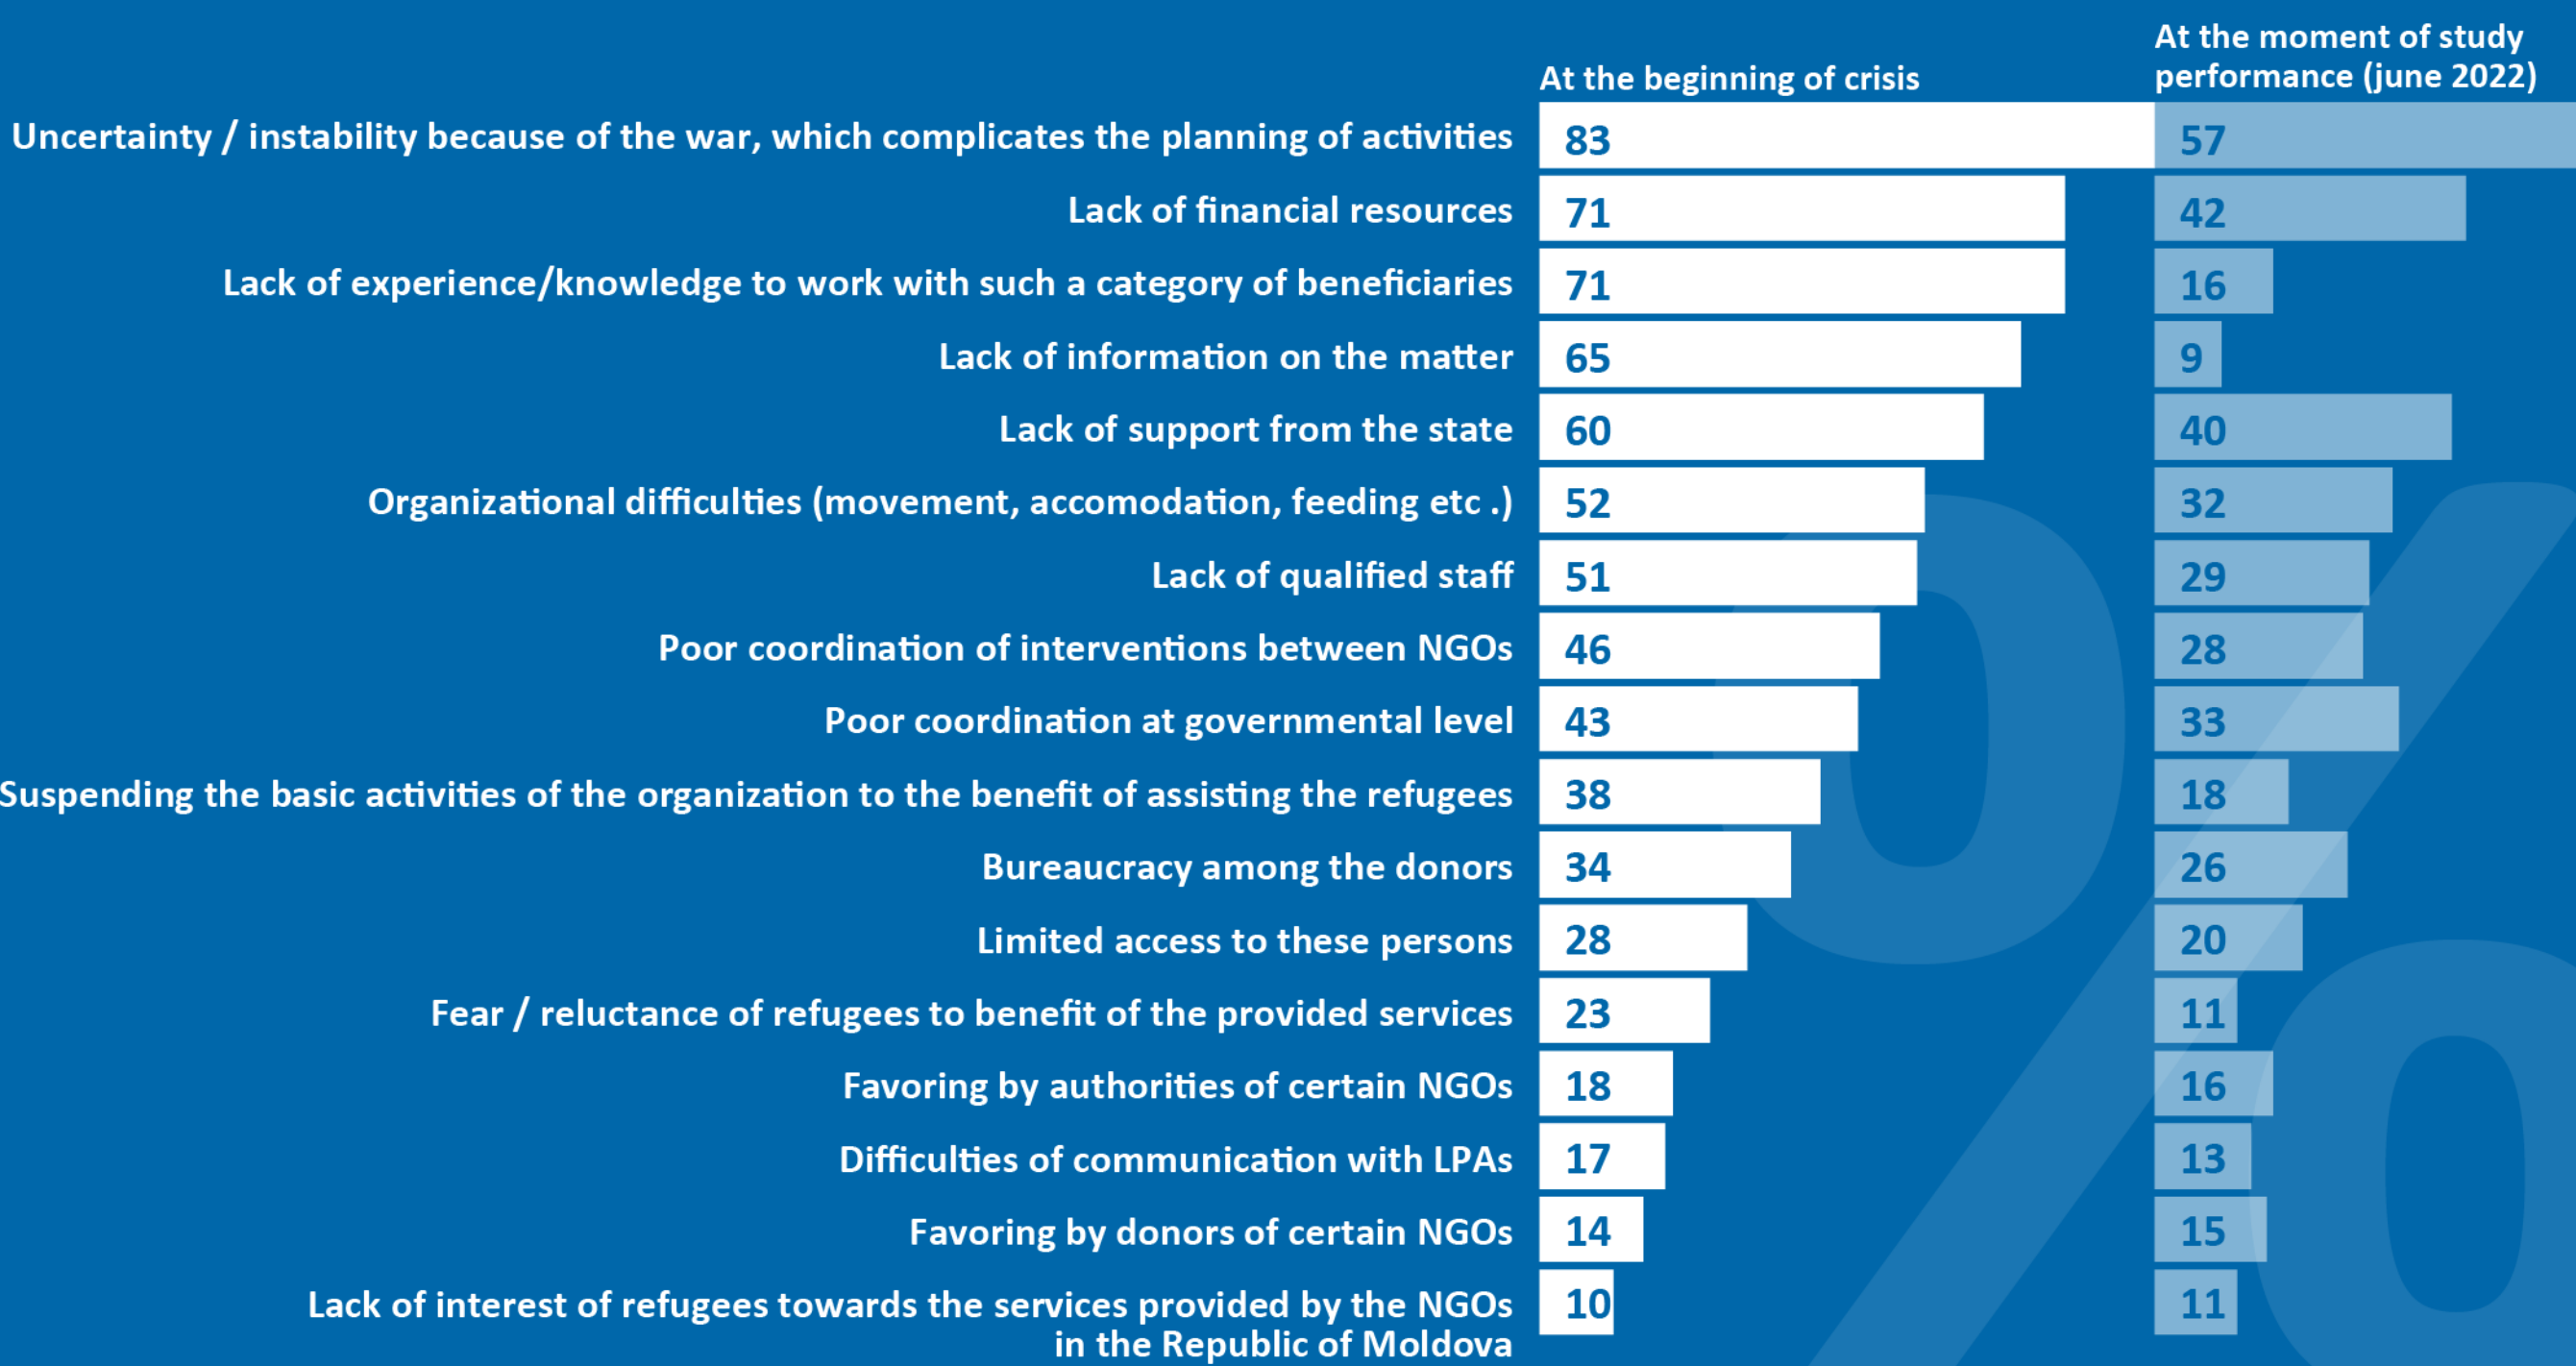 At the beginning of crisis
At the moment of study
performance (june 2022)
Uncertainty / instability because of the war, which complicates the planning of activities 83 57
Lack of financial resources 71 42
Lack of experience/knowledge to work with such a category of beneficiaries 71 16
Lack of information on the matter 65 9
Lack of support from the state 60 40
Organizational difficulties (movement, accomodation, feeding etc .) 52 32
Lack of qualified staff 51 29
Poor coordination of interventions between NGOs 46 28
Poor coordination at governmental level 43 33
Suspending the basic activities of the organization to the benefit of assisting the refugees 38 18
Bureaucracy among the donors 34 26
Limited access to these persons 28 20
Fear / reluctance of refugees to benefit of the provided services 23 11
Favoring by authorities of certain NGOs 18 16
Difficulties of communication with LPAs 17 13
Favoring by donors of certain NGOs 14 15
Lack of interest of refugees towards the services provided by the NGOs 10 11
in the Republic of Moldova
%